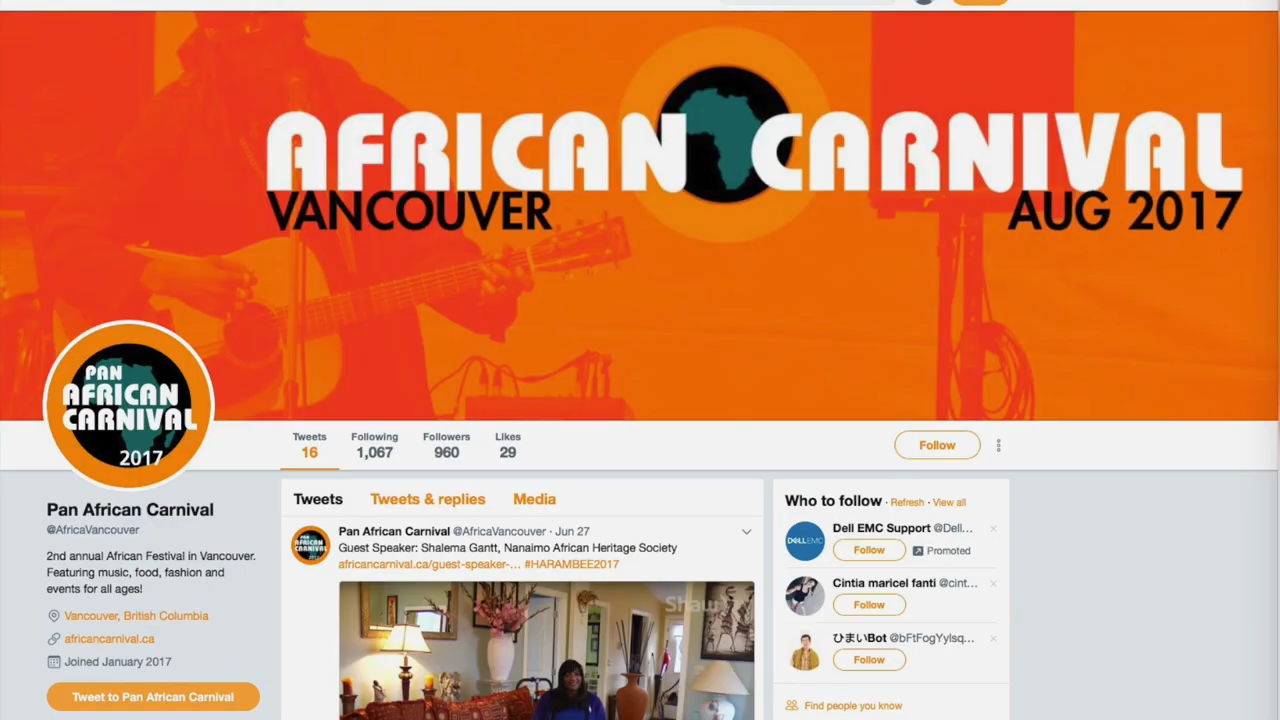 AFRICAN CARNIVAL
VANCOUVER
AUG 2017
PAN
AFRICAN
CARNIVAL
2017
Tweets
16
Following
1,067
Followers
960
Likes
29
Follow
Pan African Carnival
@AfricaVancouver
2nd annual African Festival in Vancouver.
Featuring music, food, fashion and
events for all ages!
Vancouver, British Columbia
africancarnival.ca
Joined January 2017
Tweet to Pan African Carnival
Tweets
Tweets & replies
Media
PAN
AFRICAN
CARNIVAL
Pan African Carnival @AfricaVancouver · Jun 27
Guest Speaker: Shalema Gantt, Nanaimo African Heritage Society
africancarnival.ca/guest-speaker-… #HARAMBEE2017
Shaw
Who to follow · Refresh · View all
DELLEMC
Dell EMC Support @Dell...
Follow
Promoted
Cintia maricel fanti @cint...
Follow
ひまいBot @bFtFogYylsq...
Follow
Find people you know